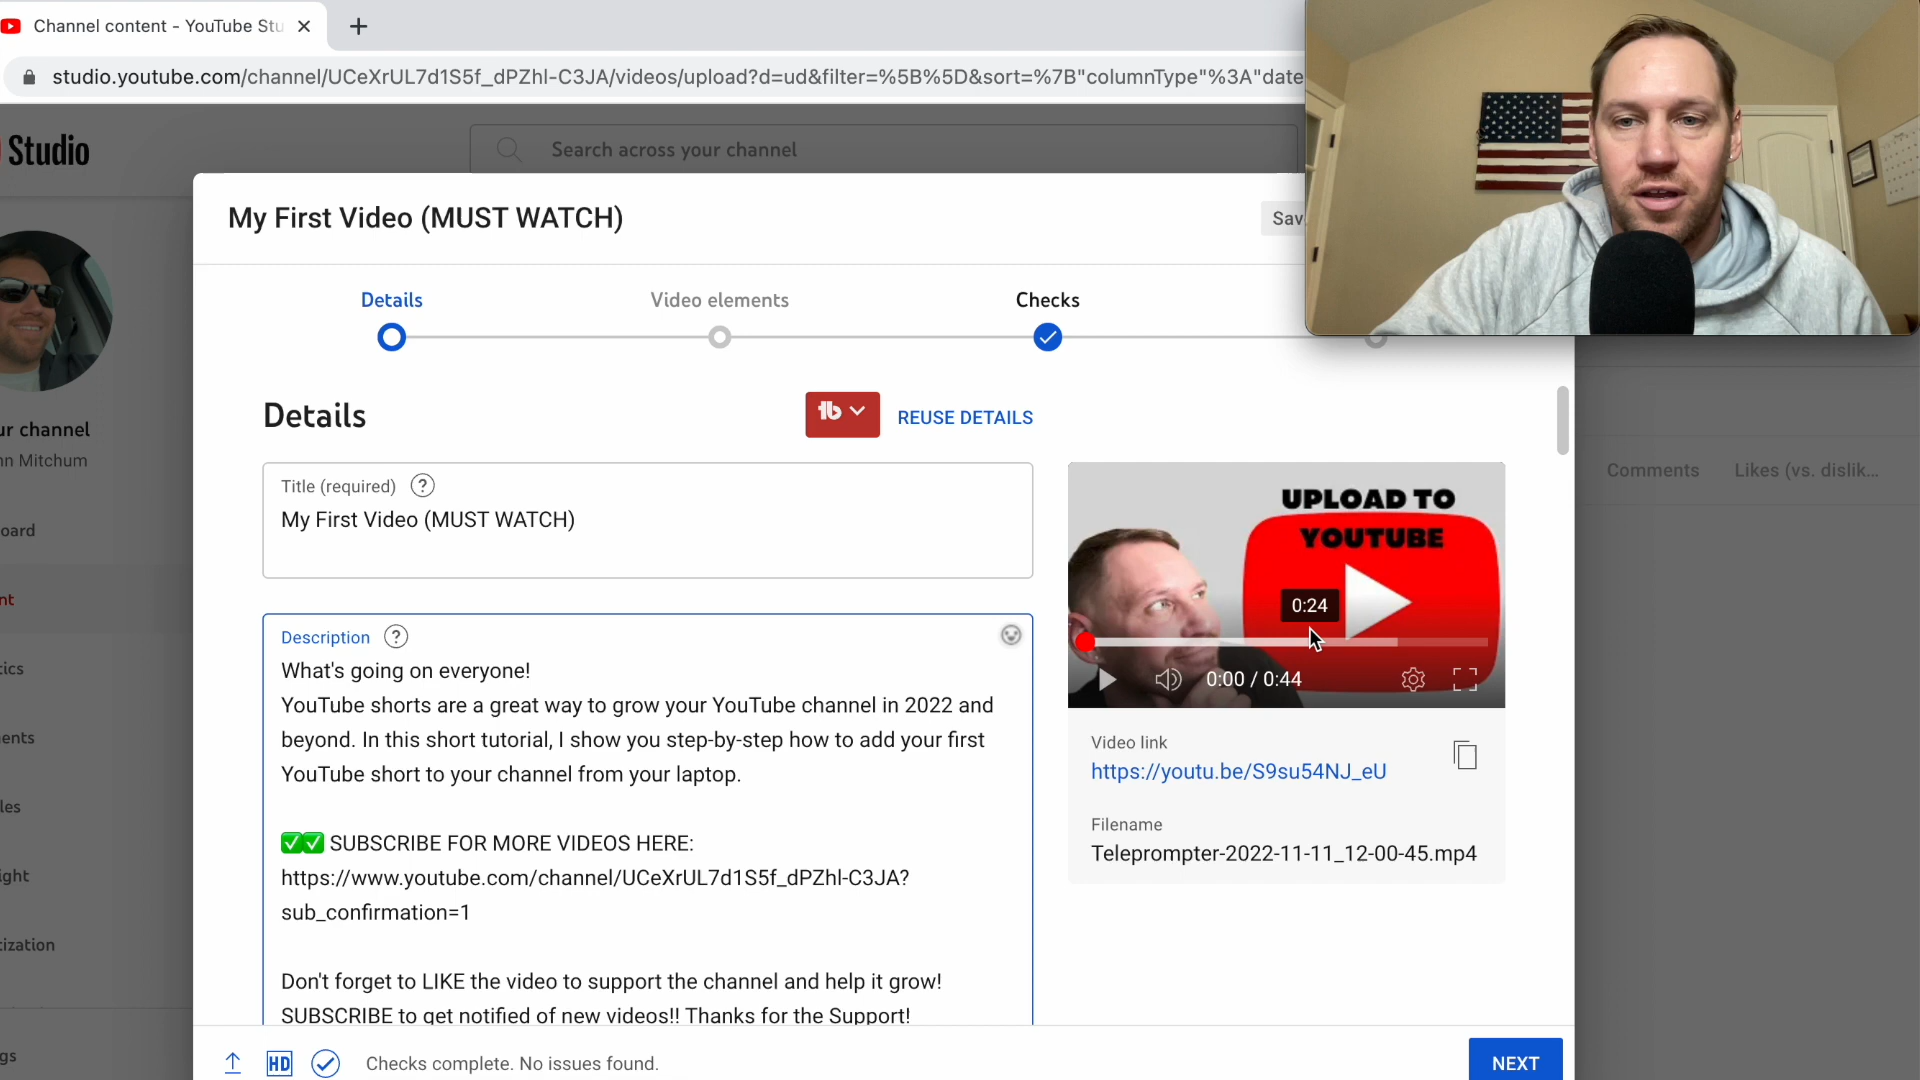 Channel content - YouTube Stu
studio.youtube.com/channel/UCeXrUL7d1S5f_dPZhl-C3JA/videos/upload?d=ud&filter=%5B%5D&sort=%7B"columnType"%3A"date
Studio
Search across your channel
My First Video (MUST WATCH)
Sav
Details
Video elements
Checks
ur channel
nn Mitchum
oard
nt
tics
ents
les
ight
ization
gs
Details
REUSE DETAILS
Title (required) ?
My First Video (MUST WATCH)
Description ?
What's going on everyone!
YouTube shorts are a great way to grow your YouTube channel in 2022 and
beyond. In this short tutorial, I show you step-by-step how to add your first
YouTube short to your channel from your laptop.
✅✅ SUBSCRIBE FOR MORE VIDEOS HERE:
https://www.youtube.com/channel/UCeXrUL7d1S5f_dPZhl-C3JA?
sub_confirmation=1
Don't forget to LIKE the video to support the channel and help it grow!
SUBSCRIBE to get notified of new videos!! Thanks for the Support!
UPLOAD TO
YOUTUBE
0:24
0:00 / 0:44
Video link
https://youtu.be/S9su54NJ_eU
Filename
Teleprompter-2022-11-11_12-00-45.mp4
Comments
Likes (vs. dislik...
HD
Checks complete. No issues found.
NEXT